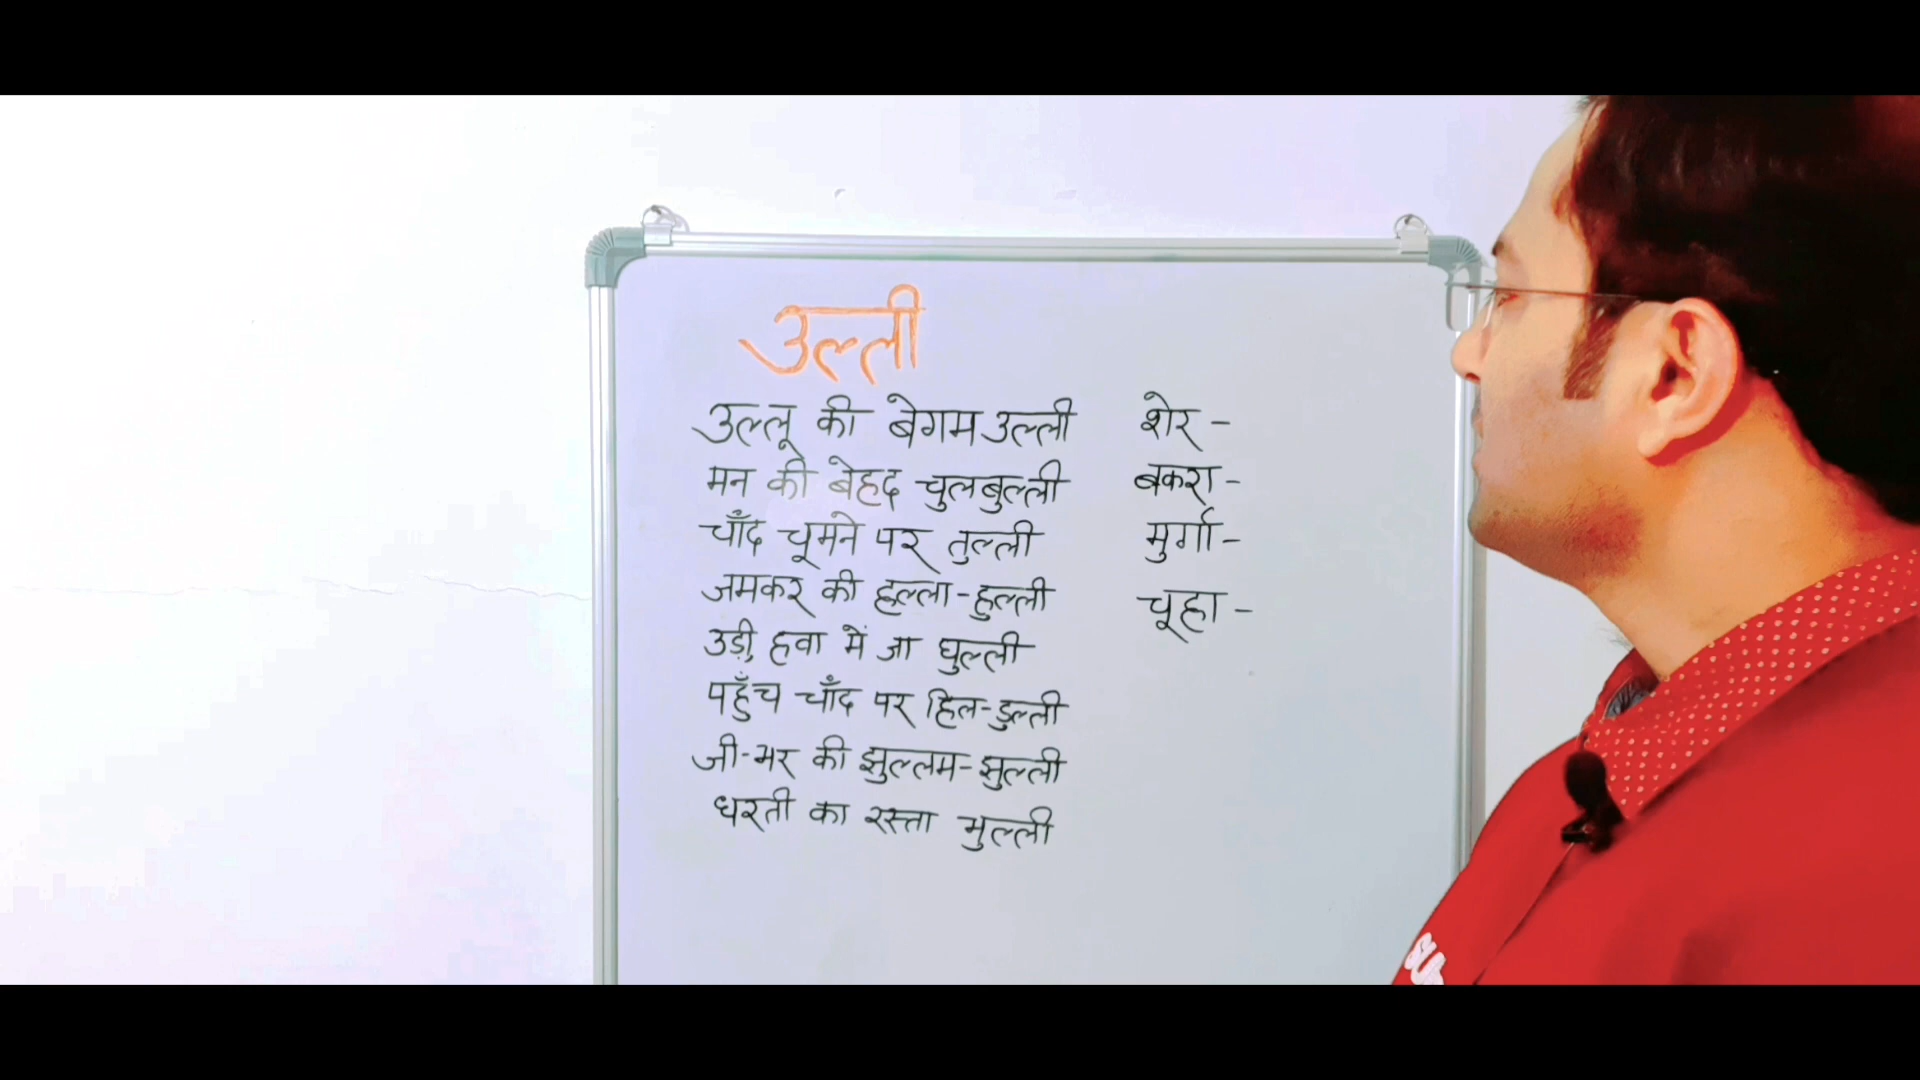 उल्ली
उल्लू की बेगम उल्ली
मन की बेहद चुलबुल्ली
चाँद चूमने पर तुल्ली
जमकर की हल्ला-हुल्ली
उड़ी हवा में जा घुल्ली
पहुँच चाँद पर हिल-डुल्ली
जी-भर की झुल्लम-झुल्ली
धरती का रस्ता भुल्ली
शेर -
बकरा -
मुर्गा -
चूहा -